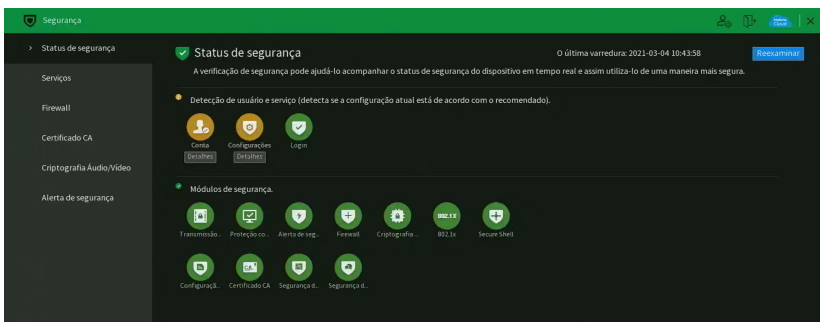 Segurança
Status de segurança
Serviços
Firewall
Certificado CA
Criptografia Áudio/Vídeo
Alerta de segurança
Status de segurança
O última varredura: 2021-03-04 10:43:58
Reexaminar
A verificação de segurança pode ajudá-lo acompanhar o status de segurança do dispositivo em tempo real e assim utiliza-lo de uma maneira mais segura.
Detecção de usuário e serviço (detecta se a configuração atual está de acordo com o recomendado).
Conta Configurações Login
Detalhes Detalhes
Módulos de segurança.
802.1X
Transmissão... Proteção co... Alerta de seg... Firewall Criptografia ... 802.1x Secure Shell
CA
Configuraçã... Certificado CA Segurança d... Segurança d...